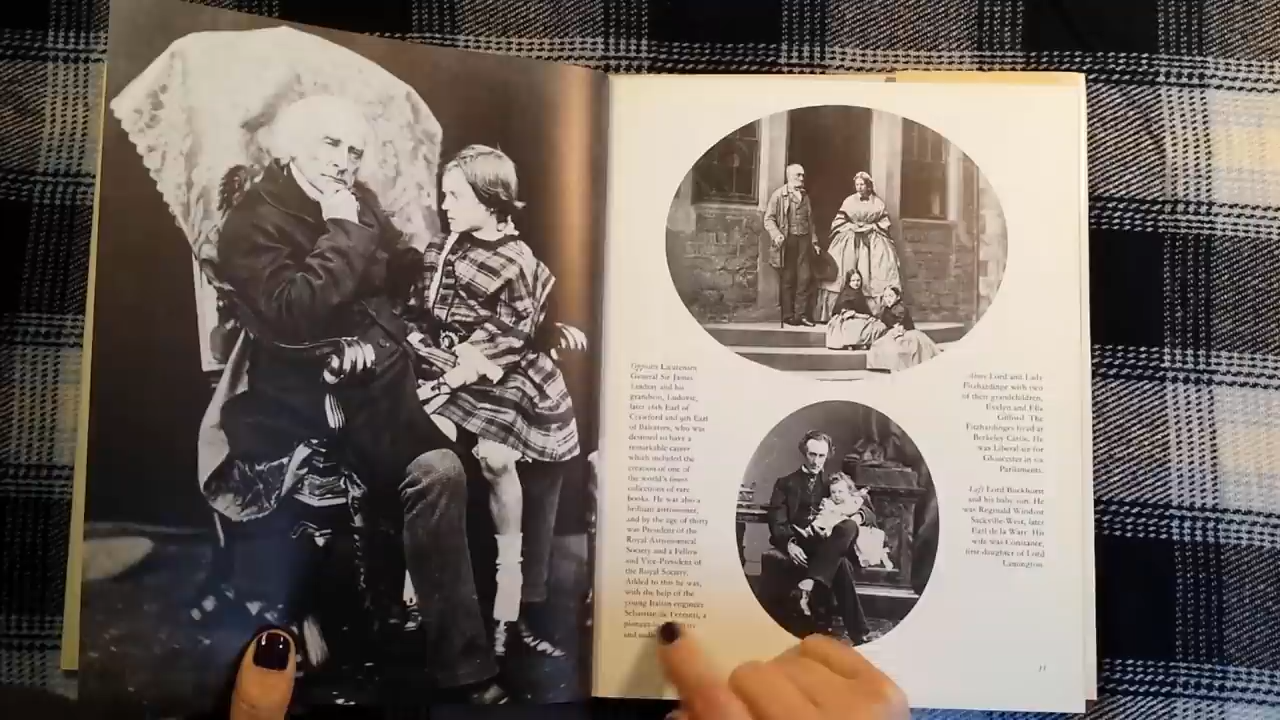 Opposite Lieutenant
General Sir James
Lindsay and his
grandson, Ludovic,
later 26th Earl of
Crawford and 9th Earl
of Balcarres, who was
destined to have a
remarkable career
which included the
creation of one of
the world's finest
collections of rare
books. He was also a
brilliant astronomer,
and by the age of thirty
was President of the
Royal Astronomical
Society and a Fellow
and Vice-President of
the Royal Society.
Added to this he was,
with the help of the
young Italian engineer
Sebastian de Ferranti, a
pioneer
and
Above Lord and Lady
Fitzhardinge with two
of their grandchildren,
Evelyn and Ella
Gifford. The
Fitzhardinges lived at
Berkeley Castle. He
was Liberal
for
Gloucester in six
Parliaments.
Left Lord Buckhurst
and his baby son. He
was Reginald Windsor
Sackville-West, later
Earl de la Warr. His
wife was Constance,
first daughter of Lord
Lamington.